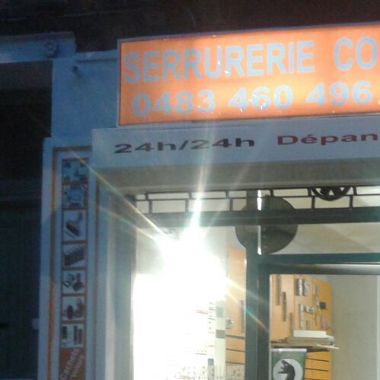 SERRURERIE CO
0483 460 496
24h/24h Dépan